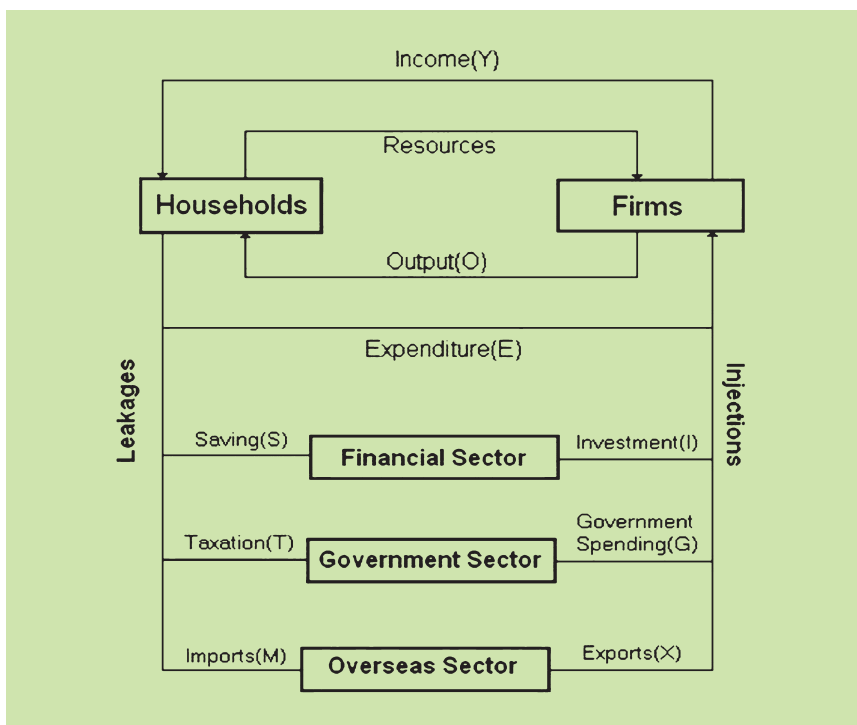 Income(Y)
Resources
Households
Firms
Output(O)
Expenditure(E)
Leakages
Injections
Saving(S)
Financial Sector
Investment(I)
Taxation(T)
Government Sector
Government
Spending(G)
Imports(M)
Overseas Sector
Exports(X)